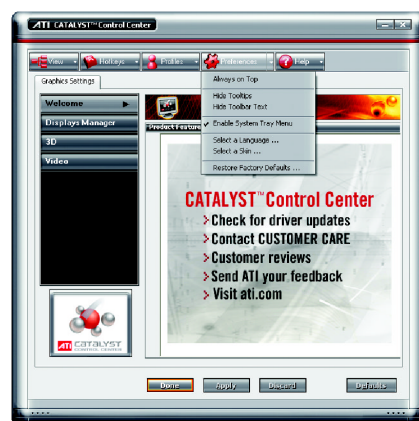 ATI CATALYST™ Control Center
View
Hotkeys
Profiles
Preferences
Help
Graphics Settings
Always on Top
Hide Tooltips
Hide Toolbar Text
Enable System Tray Menu
Select a Language ...
Select a Skin ...
Restore Factory Defaults ...
Welcome
Displays Manager
3D
Video
Product Feature
CATALYST™ Control Center
Check for driver updates
Contact CUSTOMER CARE
Customer reviews
Send ATI your feedback
Visit ati.com
ATI CATALYST
CONTROL CENTER
Done
Apply
Discard
Defaults